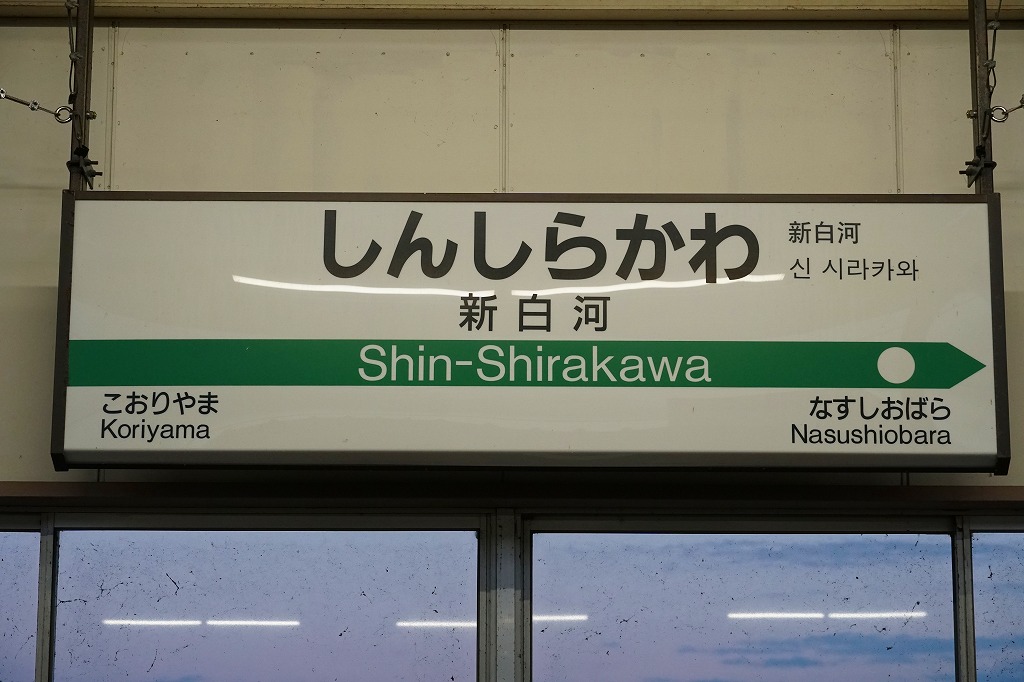 しんしらかわ
新白河
신 시라카와
新白河
Shin-Shirakawa
こおりやま
Koriyama
なすしおばら
Nasushiobara